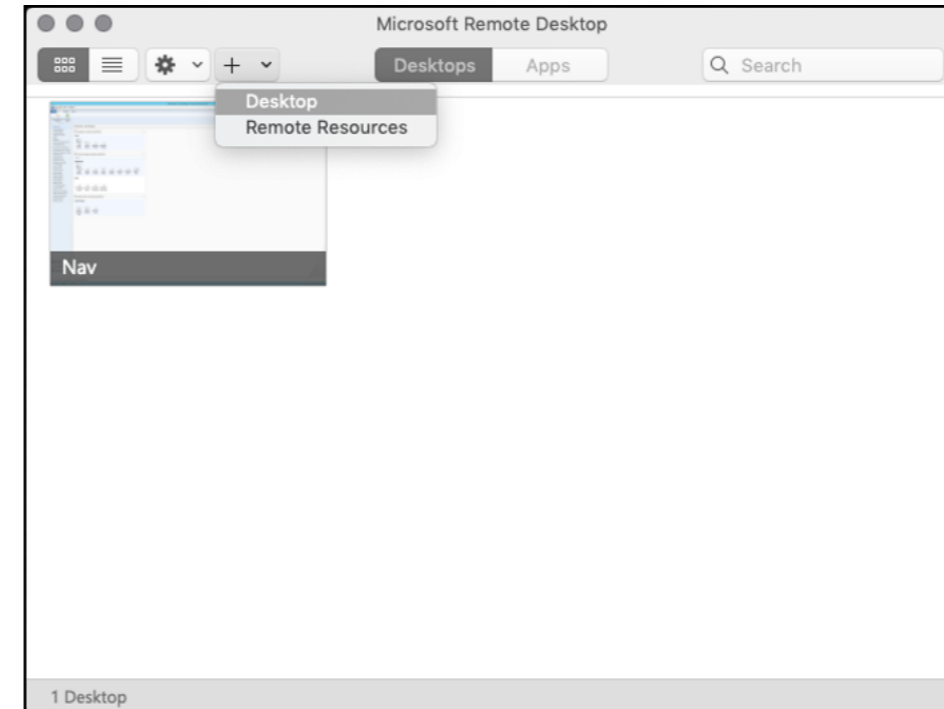 Microsoft Remote Desktop
Desktops Apps Search
Desktop
Remote Resources
Nav
1 Desktop